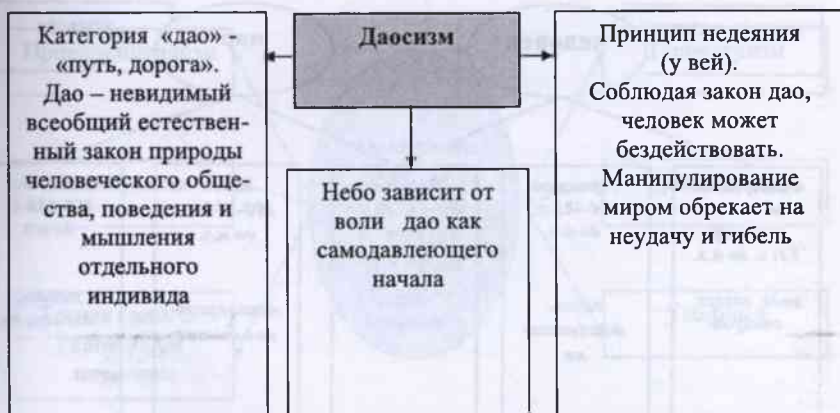 Категория «дао» -
«путь, дорога».
Дао – невидимый
всеобщий естествен-
ный закон природы
человеческого обще-
ства, поведения и
мышления
отдельного
индивида
Даосизм
Небо зависит от
воли дао как
самодавлеющего
начала
Принцип недеяния
(у вей).
Соблюдая закон дао,
человек может
бездействовать.
Манипулирование
миром обрекает на
неудачу и гибель